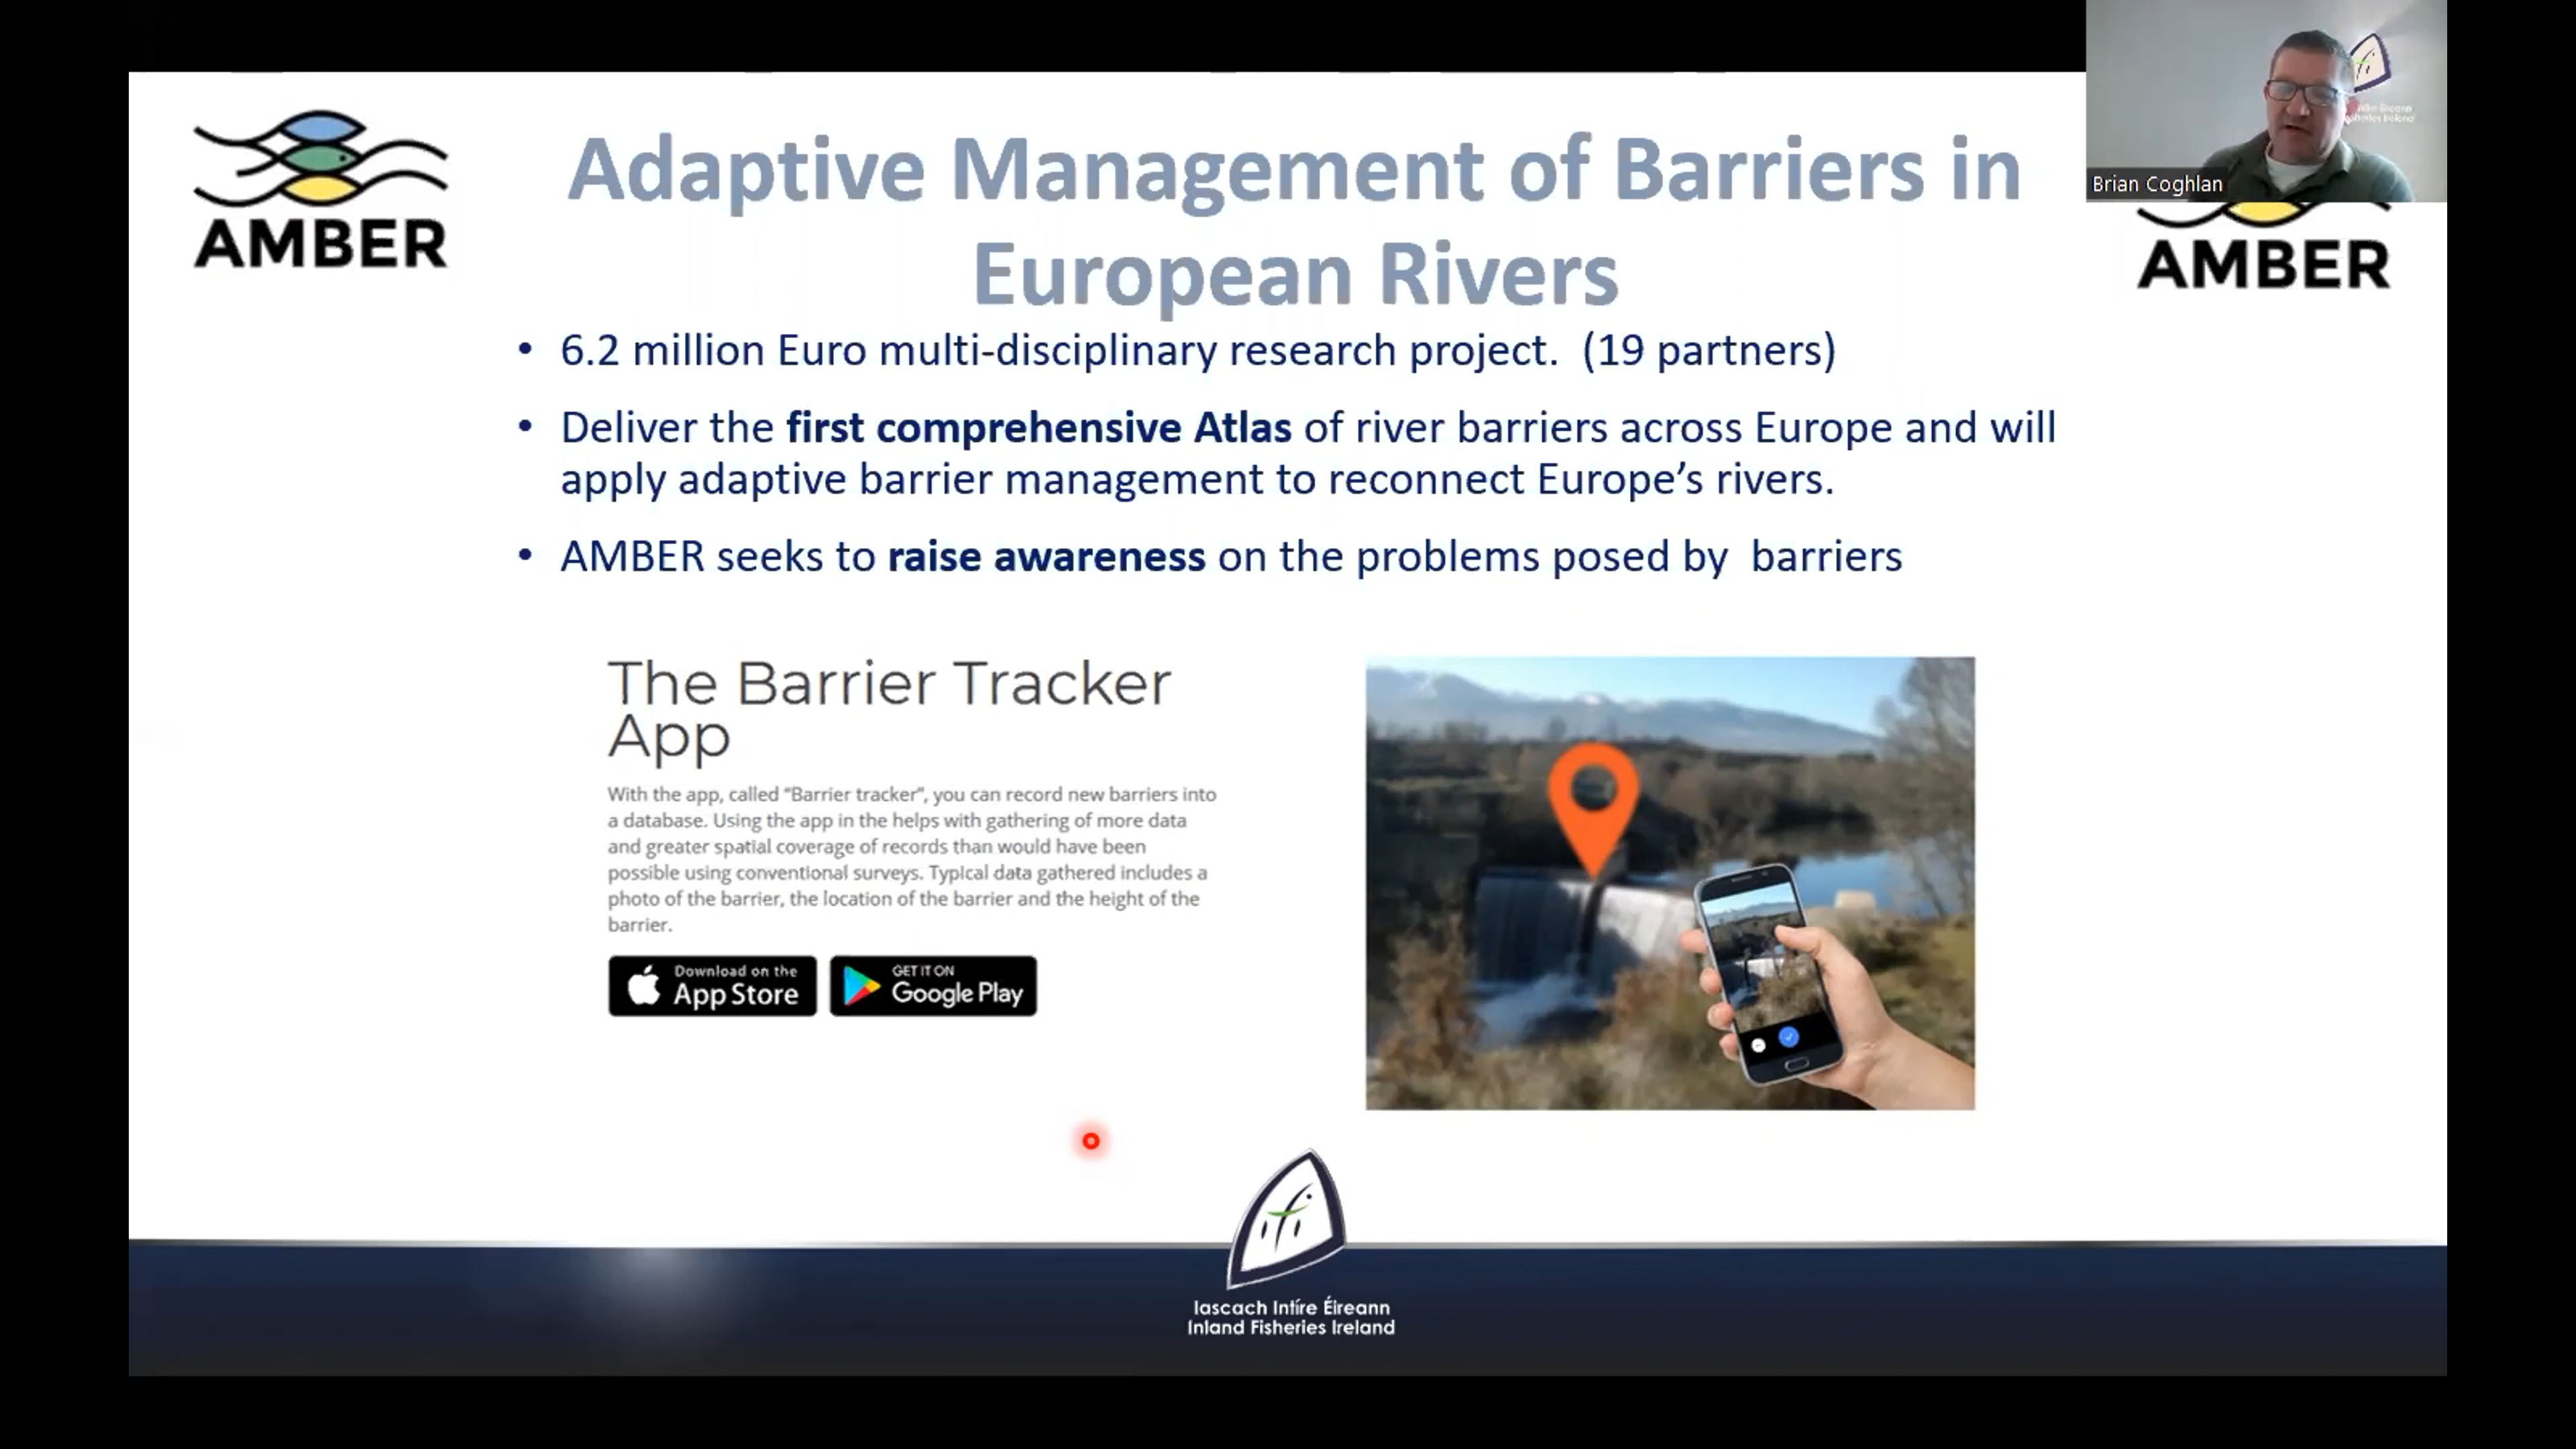 AMBER
Adaptive Management of Barriers in
European Rivers
Brian Coghlan
AMBER
• 6.2 million Euro multi-disciplinary research project.  (19 partners)
• Deliver the first comprehensive Atlas of river barriers across Europe and will
apply adaptive barrier management to reconnect Europe’s rivers.
• AMBER seeks to raise awareness on the problems posed by  barriers
The Barrier Tracker
App
With the app, called “Barrier tracker”, you can record new barriers into
a database. Using the app in the helps with gathering of more data
and greater spatial coverage of records than would have been
possible using conventional surveys. Typical data gathered includes a
photo of the barrier, the location of the barrier and the height of the
barrier.
Download on the
App Store
GET IT ON
Google Play
Iascach Intíre Éireann
Inland Fisheries Ireland